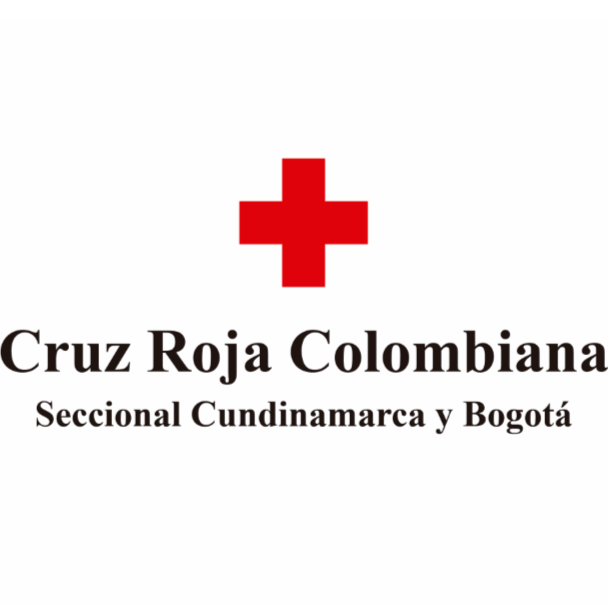 Cruz Roja Colombiana
Seccional Cundinamarca y Bogotá